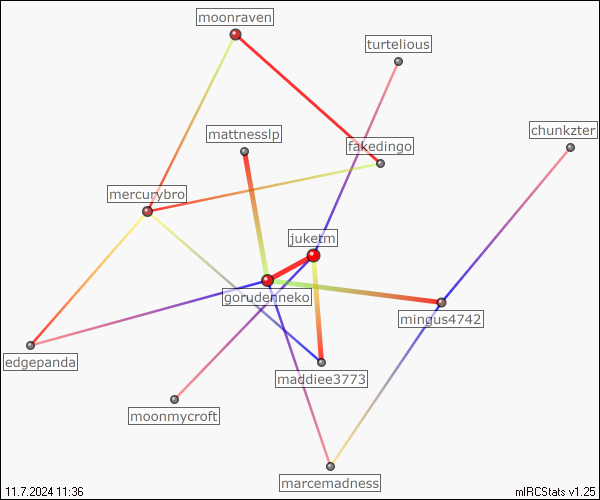 moonraven
turtelious
chunkzter
mattnesslp
fakedingo
mercurybro
juketm
gorudenneko
mingus4742
edgepanda
maddiee3773
moonmycroft
marcemadness
11.7.2024 11:36
mIRCStats v1.25